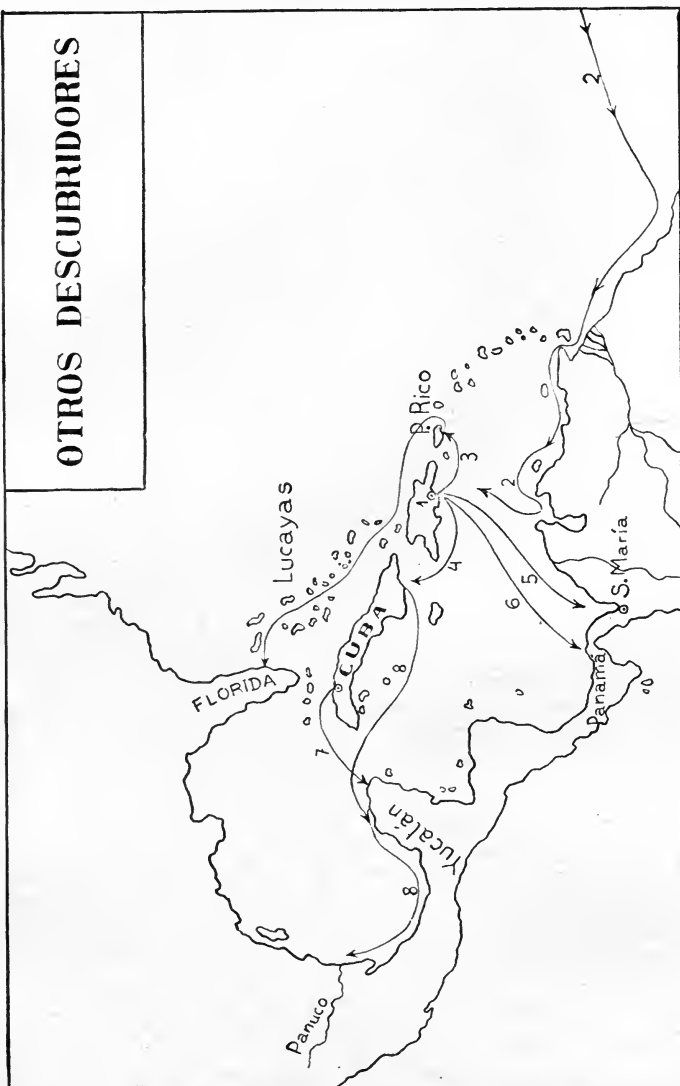 OTROS DESCUBRIDORES
2
Lucayas
P. Rico
FLORIDA
CUBA
1
3
4
2
8
7
6
5
S. María
Panamá
Yucatán
8
Panuco